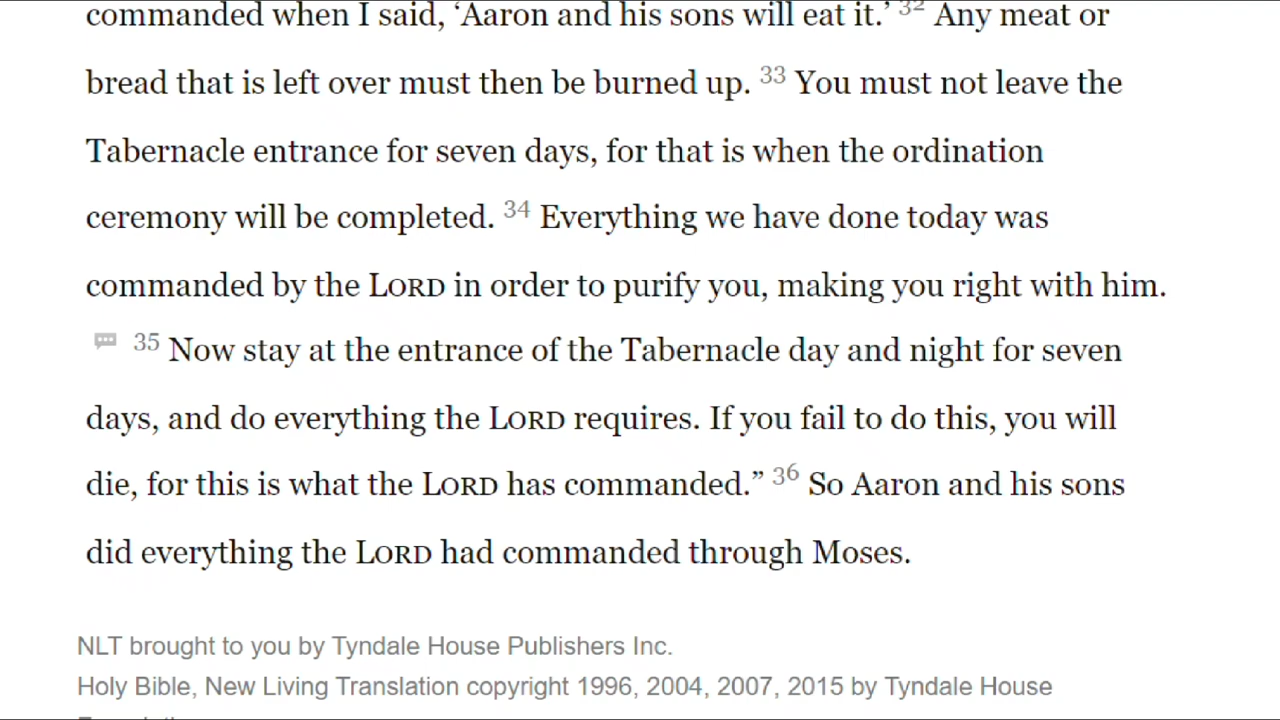 commanded when I said, ‘Aaron and his sons will eat it.’ 32 Any meat or
bread that is left over must then be burned up. 33 You must not leave the
Tabernacle entrance for seven days, for that is when the ordination
ceremony will be completed. 34 Everything we have done today was
commanded by the LORD in order to purify you, making you right with him.
35 Now stay at the entrance of the Tabernacle day and night for seven
days, and do everything the LORD requires. If you fail to do this, you will
die, for this is what the LORD has commanded.” 36 So Aaron and his sons
did everything the LORD had commanded through Moses.
NLT brought to you by Tyndale House Publishers Inc.
Holy Bible, New Living Translation copyright 1996, 2004, 2007, 2015 by Tyndale House